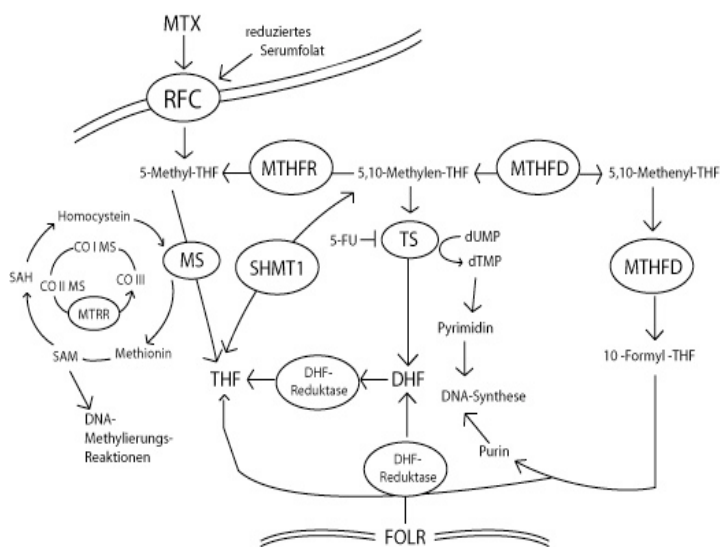 MTX
reduziertes
Serumfolat
RFC
5-Methyl-THF
MTHFR
5,10-Methylen-THF
MTHFD
5,10-Methenyl-THF
Homocystein
CO I MS
MS
SHMT1
5-FU
TS
dUMP
dTMP
MTHFD
SAH
CO II MS
CO III
MTRR
Pyrimidin
SAM
Methionin
10 -Formyl -THF
THF
DHF-
Reduktase
DHF
DNA-Synthese
DNA-
Methylierungs-
Reaktionen
Purin
DHF-
Reduktase
FOLR